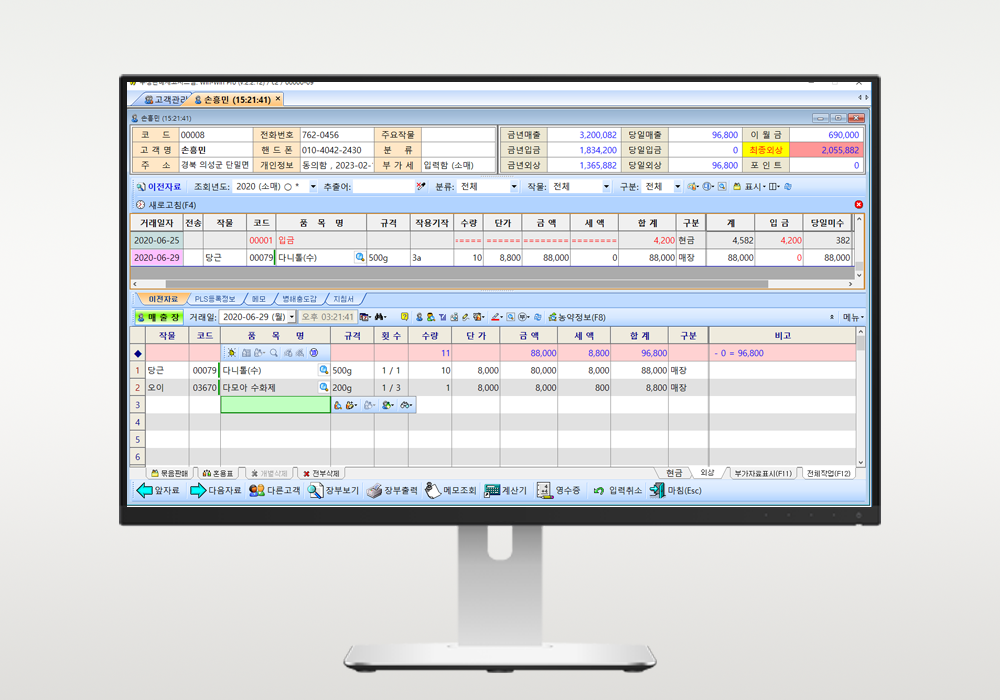 고객관리 손흥민 (15:21:41) ×
손흥민 (15:21:41)
코 드 00008 전화번호 762-0456 주요작물 금년매출 3,200,082 당일매출 96,800 이 월 금 690,000
고 객 명 손흥민 핸 드 폰 010-4042-2430 분 류 금년입금 1,834,200 당일입금 0 최종외상 2,055,882
주 소 경북 의성군 단밀면 개인정보 동의함 , 2023-02- 부 가 세 입력함 (소매) 금년외상 1,365,882 당일외상 96,800 포 인 트 0
이전자료 조회년도: 2020 (소매) ○ * 추출어: 분류: 전체 작물: 전체 구분: 전체 표시
새로고침(F4)
거래일자 전송 작물 코드 품 목 명 규격 작용기작 수량 단가 금 액 세 액 합 계 구분 계 입 금 당일미수
2020-06-25 00001 입금 4,200 현금 4,582 4,200 382
2020-06-29 당근 00079 다니톨(수) 500g 3a 10 8,800 88,000 0 88,000 매장 88,000 0 88,000
이전자료 PLS등록정보 메모 병해충도감 지침서
매 출 장 거래일: 2020-06-29 (월) 오후 03:21:41 농약정보(F8) 메뉴
작물 코드 품 목 명 규격 횟 수 수량 단 가 금 액 세 액 합 계 구분 비고
11 88,000 8,800 96,800 - 0 = 96,800
1 당근 00079 다니톨(수) 500g 1 / 1 10 8,000 80,000 8,000 88,000 매장
2 오이 03670 다모아 수화제 200g 1 / 3 1 8,000 8,000 800 8,800 매장
3
4
5
6
묶음판매 혼용표 개별삭제 전부삭제 현금 외상 부가자료표시(F11) 전체작업(F12)
앞자료 다음자료 다른고객 장부보기 장부출력 메모조회 계산기 영수증 입력취소 마침(Esc)